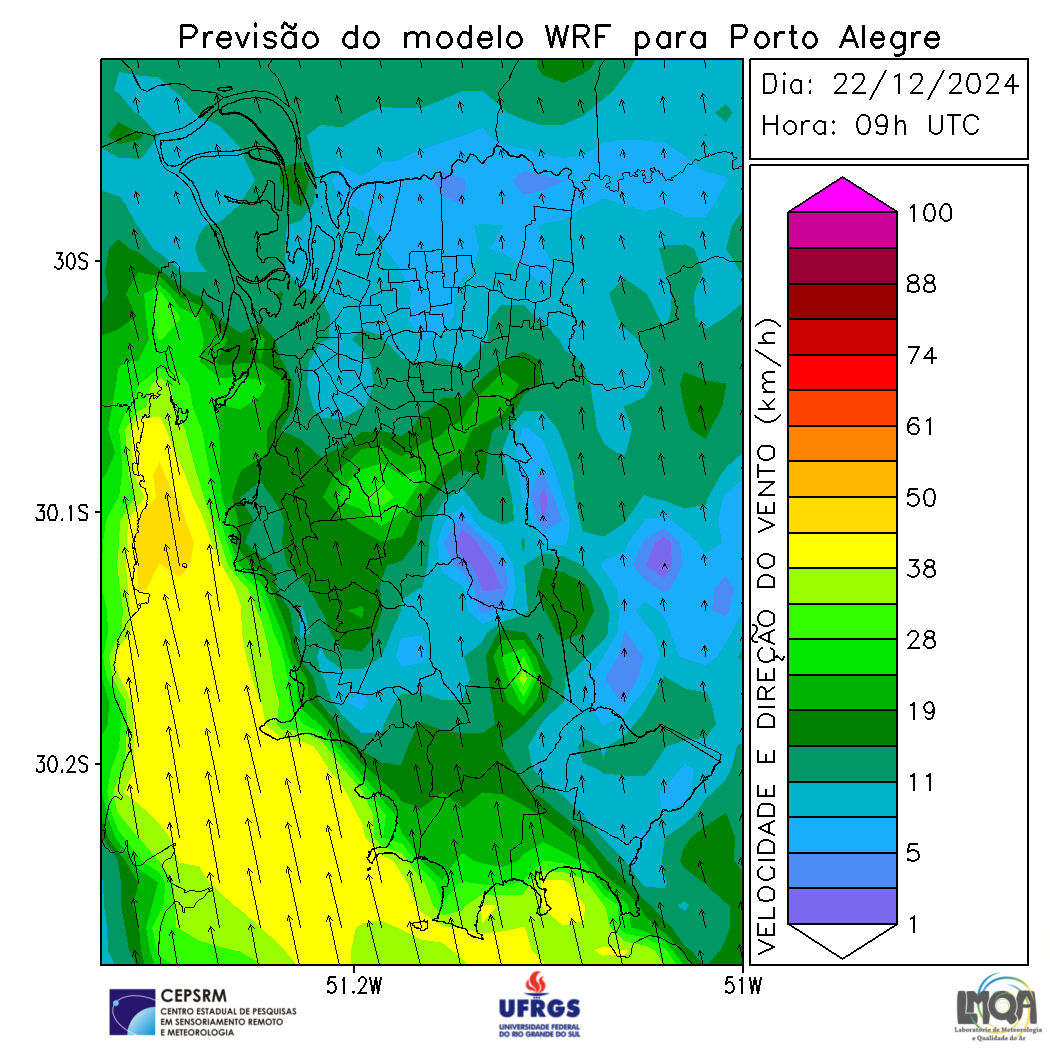 Previsão do modelo WRF para Porto Alegre
Dia: 22/12/2024
Hora: 09h UTC
30S
30.1S
30.2S
51.2W
51W
VELOCIDADE E DIREÇÃO DO VENTO (km/h)
100
88
74
61
50
38
28
19
11
5
1
CEPSRM
CENTRO ESTADUAL DE PESQUISAS
EM SENSORIAMENTO REMOTO
E METEOROLOGIA
UFRGS
UNIVERSIDADE FEDERAL
DO RIO GRANDE DO SUL
LMQA
Laboratório de Meteorologia
e Qualidade do Ar